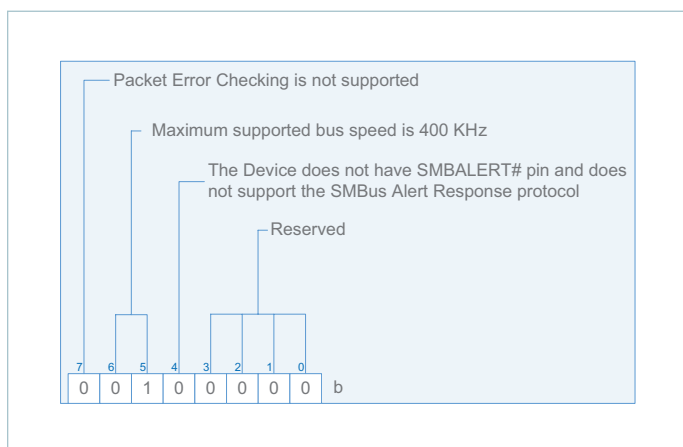 Packet Error Checking is not supported
Maximum supported bus speed is 400 KHz
The Device does not have SMBALERT# pin and does
not support the SMBus Alert Response protocol
Reserved
7 6 5 4 3 2 1 0
0 0 1 0 0 0 0 0 b